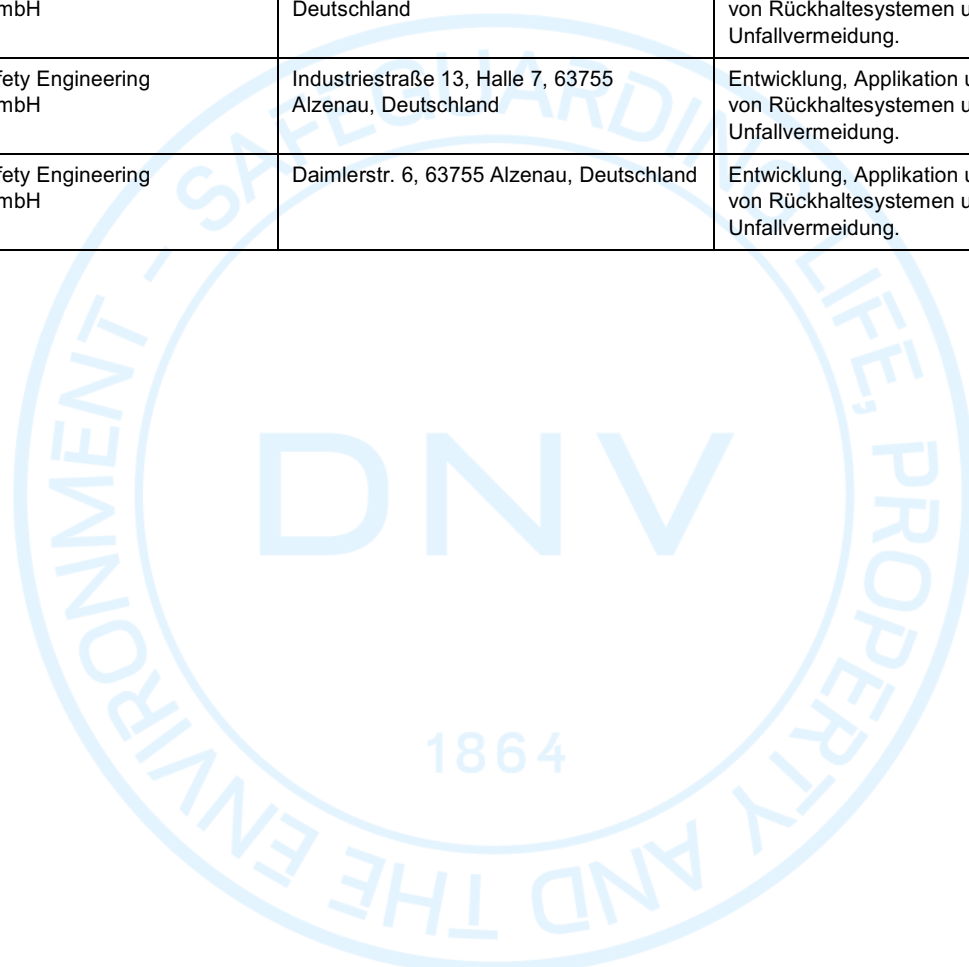 mbH
Deutschland
von Rückhaltesystemen u
Unfallvermeidung.
fety Engineering
mbH
Industriestraße 13, Halle 7, 63755
Alzenau, Deutschland
Entwicklung, Applikation u
von Rückhaltesystemen u
Unfallvermeidung.
fety Engineering
mbH
Daimlerstr. 6, 63755 Alzenau, Deutschland
Entwicklung, Applikation u
von Rückhaltesystemen u
Unfallvermeidung.
SAFEGUARDING LIFE, PROPERTY AND THE ENVIRONMENT –
DNV
1864